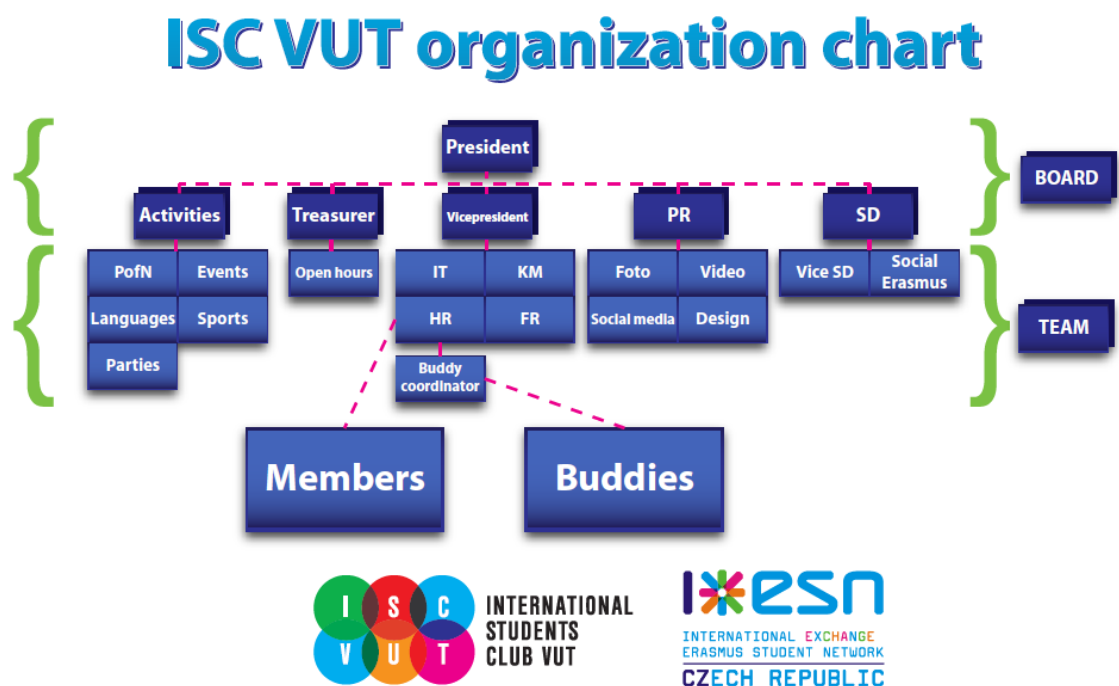 ISC VUT organization chart
President
BOARD
Activities
Treasurer
Vicepresident
PR
SD
PofN
Events
Open hours
IT
KM
Foto
Video
Vice SD
Social
Erasmus
Languages
Sports
HR
FR
Social media
Design
TEAM
Parties
Buddy
coordinator
Members
Buddies
I S C
V U T
INTERNATIONAL
STUDENTS
CLUB VUT
esn
INTERNATIONAL EXCHANGE
ERASMUS STUDENT NETWORK
CZECH REPUBLIC